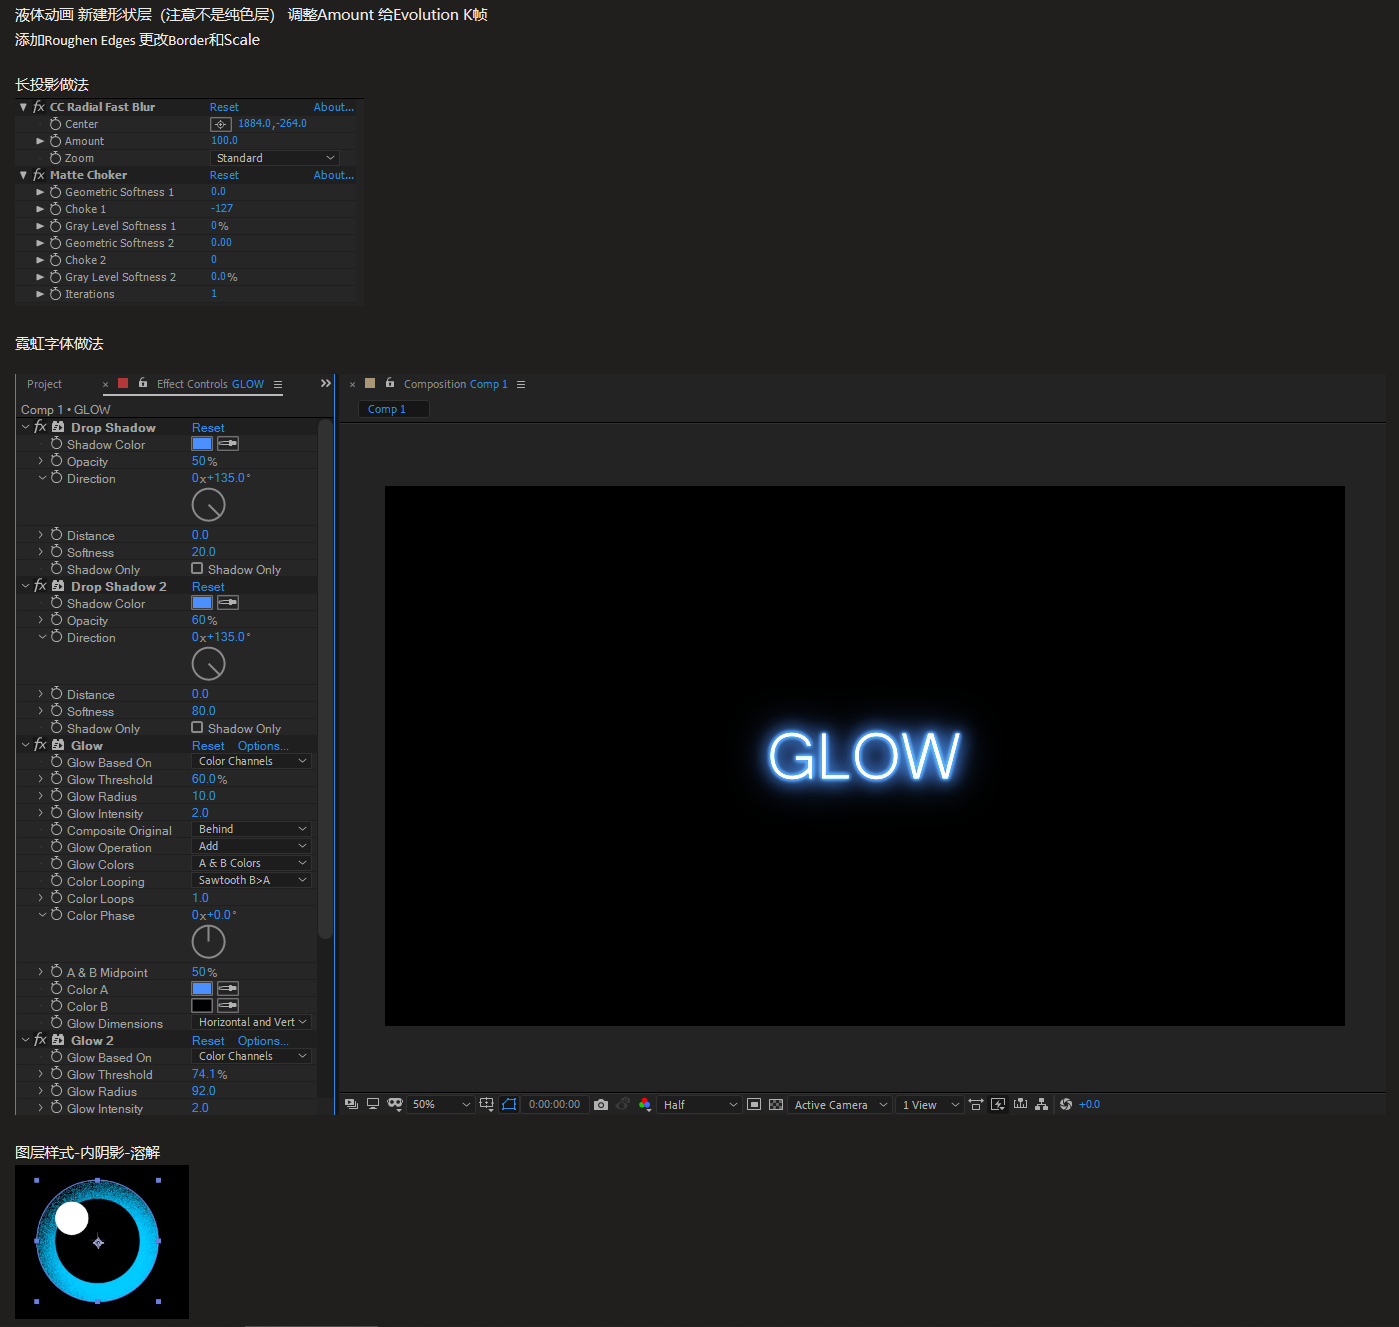 液体动画 新建形状层（注意不是纯色层） 调整Amount 给Evolution K帧
添加Roughen Edges 更改Border和Scale
长投影做法
fx CC Radial Fast Blur Reset About...
Center 1884.0,-264.0
Amount 100.0
Zoom Standard
fx Matte Choker Reset About...
Geometric Softness 1 0.0
Choke 1 -127
Gray Level Softness 1 0%
Geometric Softness 2 0.00
Choke 2 0
Gray Level Softness 2 0.0%
Iterations 1
霓虹字体做法
Project × Effect Controls GLOW ≡ »
Comp 1 • GLOW
fx Drop Shadow Reset
Shadow Color
Opacity 50%
Direction 0x+135.0°
Distance 0.0
Softness 20.0
Shadow Only Shadow Only
fx Drop Shadow 2 Reset
Shadow Color
Opacity 60%
Direction 0x+135.0°
Distance 0.0
Softness 80.0
Shadow Only Shadow Only
fx Glow Reset Options...
Glow Based On Color Channels
Glow Threshold 60.0%
Glow Radius 10.0
Glow Intensity 2.0
Composite Original Behind
Glow Operation Add
Glow Colors A & B Colors
Color Looping Sawtooth B>A
Color Loops 1.0
Color Phase 0x+0.0°
A & B Midpoint 50%
Color A
Color B
Glow Dimensions Horizontal and Vert
fx Glow 2 Reset Options...
Glow Based On Color Channels
Glow Threshold 74.1%
Glow Radius 92.0
Glow Intensity 2.0
× Composition Comp 1 ≡
Comp 1
GLOW
50% 0:00:00:00 Half Active Camera 1 View +0.0
图层样式-内阴影-溶解